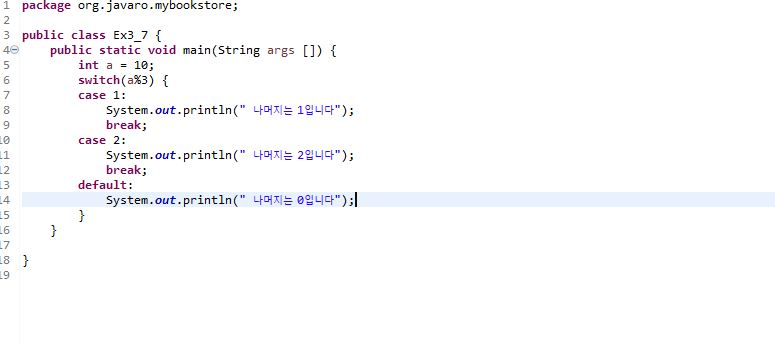 1 package org.javaro.mybookstore;
2
3 public class Ex3_7 {
4     public static void main(String args []) {
5         int a = 10;
6         switch(a%3) {
7         case 1:
8             System.out.println(" 나머지는 1입니다");
9             break;
10         case 2:
11             System.out.println(" 나머지는 2입니다");
12             break;
13         default:
14             System.out.println(" 나머지는 0입니다");
15         }
16     }
17
18 }
19